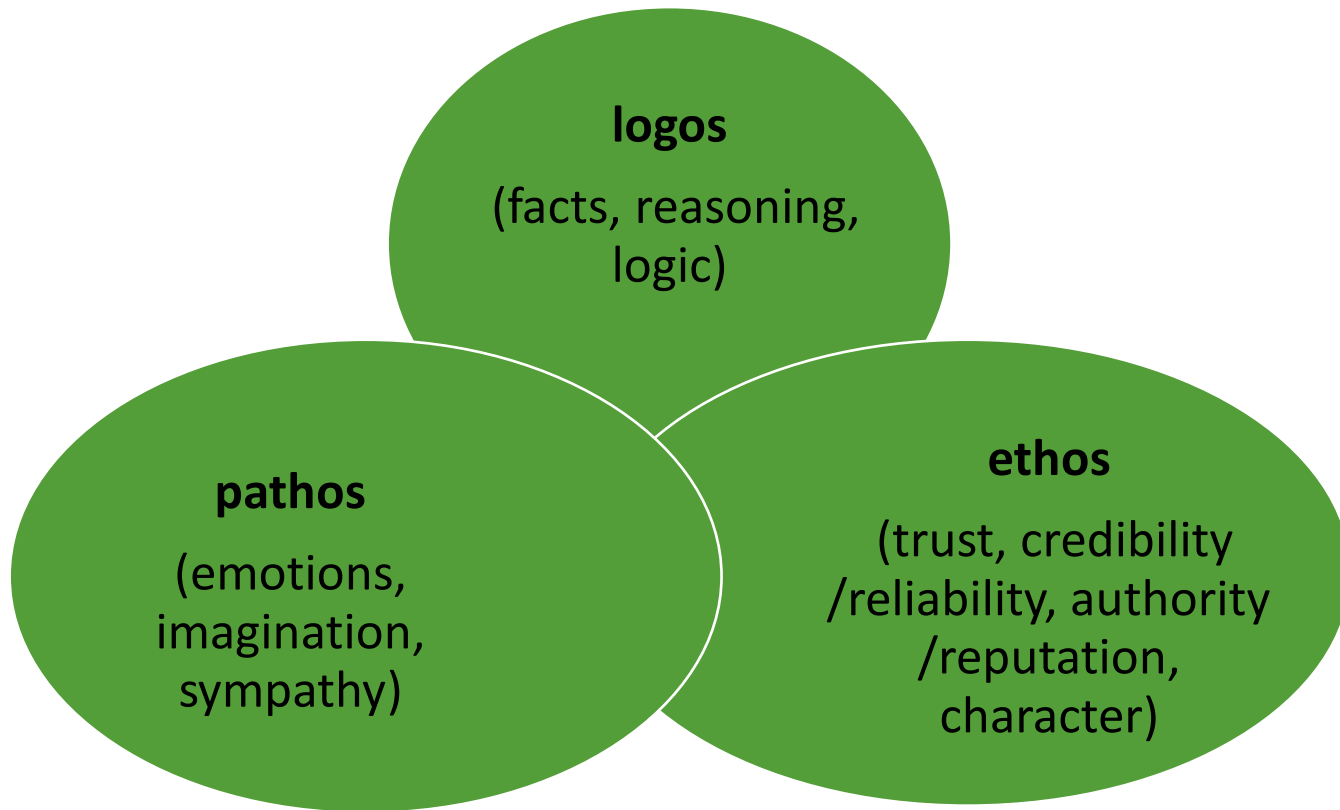 logos
(facts, reasoning,
logic)
pathos
(emotions,
imagination,
sympathy)
ethos
(trust, credibility
/reliability, authority
/reputation,
character)